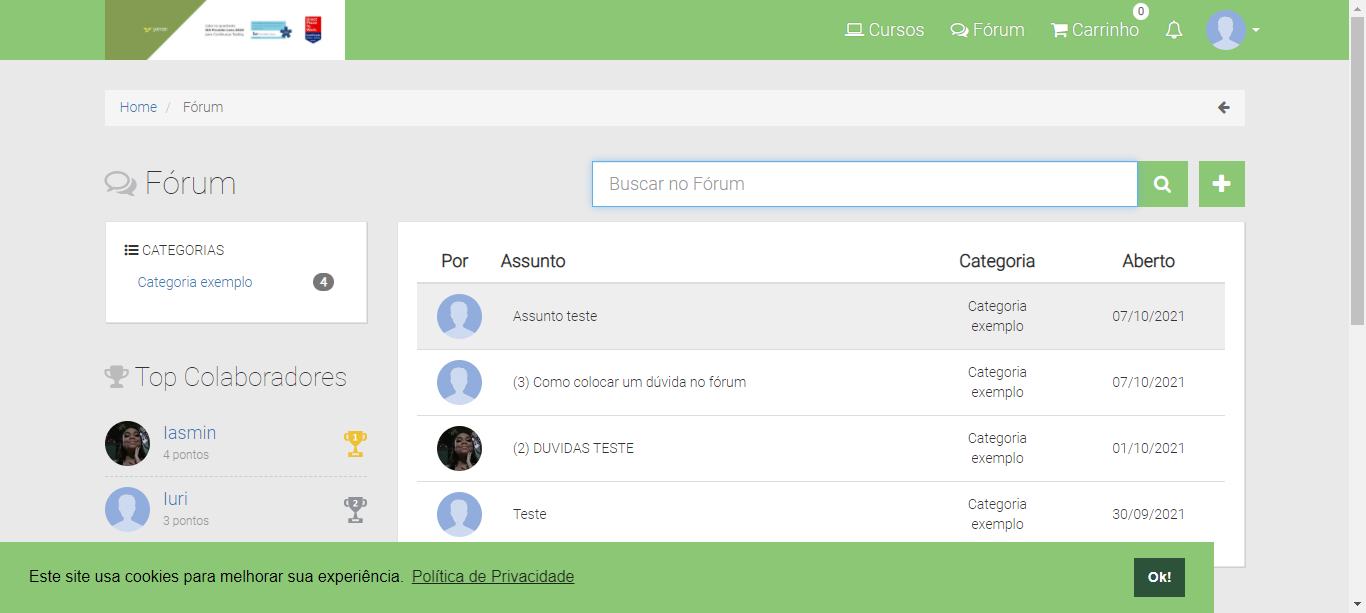 Cursos
Fórum
Carrinho
0
Home / Fórum
Fórum
Buscar no Fórum
CATEGORIAS
Categoria exemplo 4
Top Colaboradores
Iasmin
4 pontos
1
Iuri
3 pontos
2
Por Assunto Categoria Aberto
Assunto teste Categoria exemplo 07/10/2021
(3) Como colocar um dúvida no fórum Categoria exemplo 07/10/2021
(2) DUVIDAS TESTE Categoria exemplo 01/10/2021
Teste Categoria exemplo 30/09/2021
Este site usa cookies para melhorar sua experiência. Política de Privacidade
Ok!